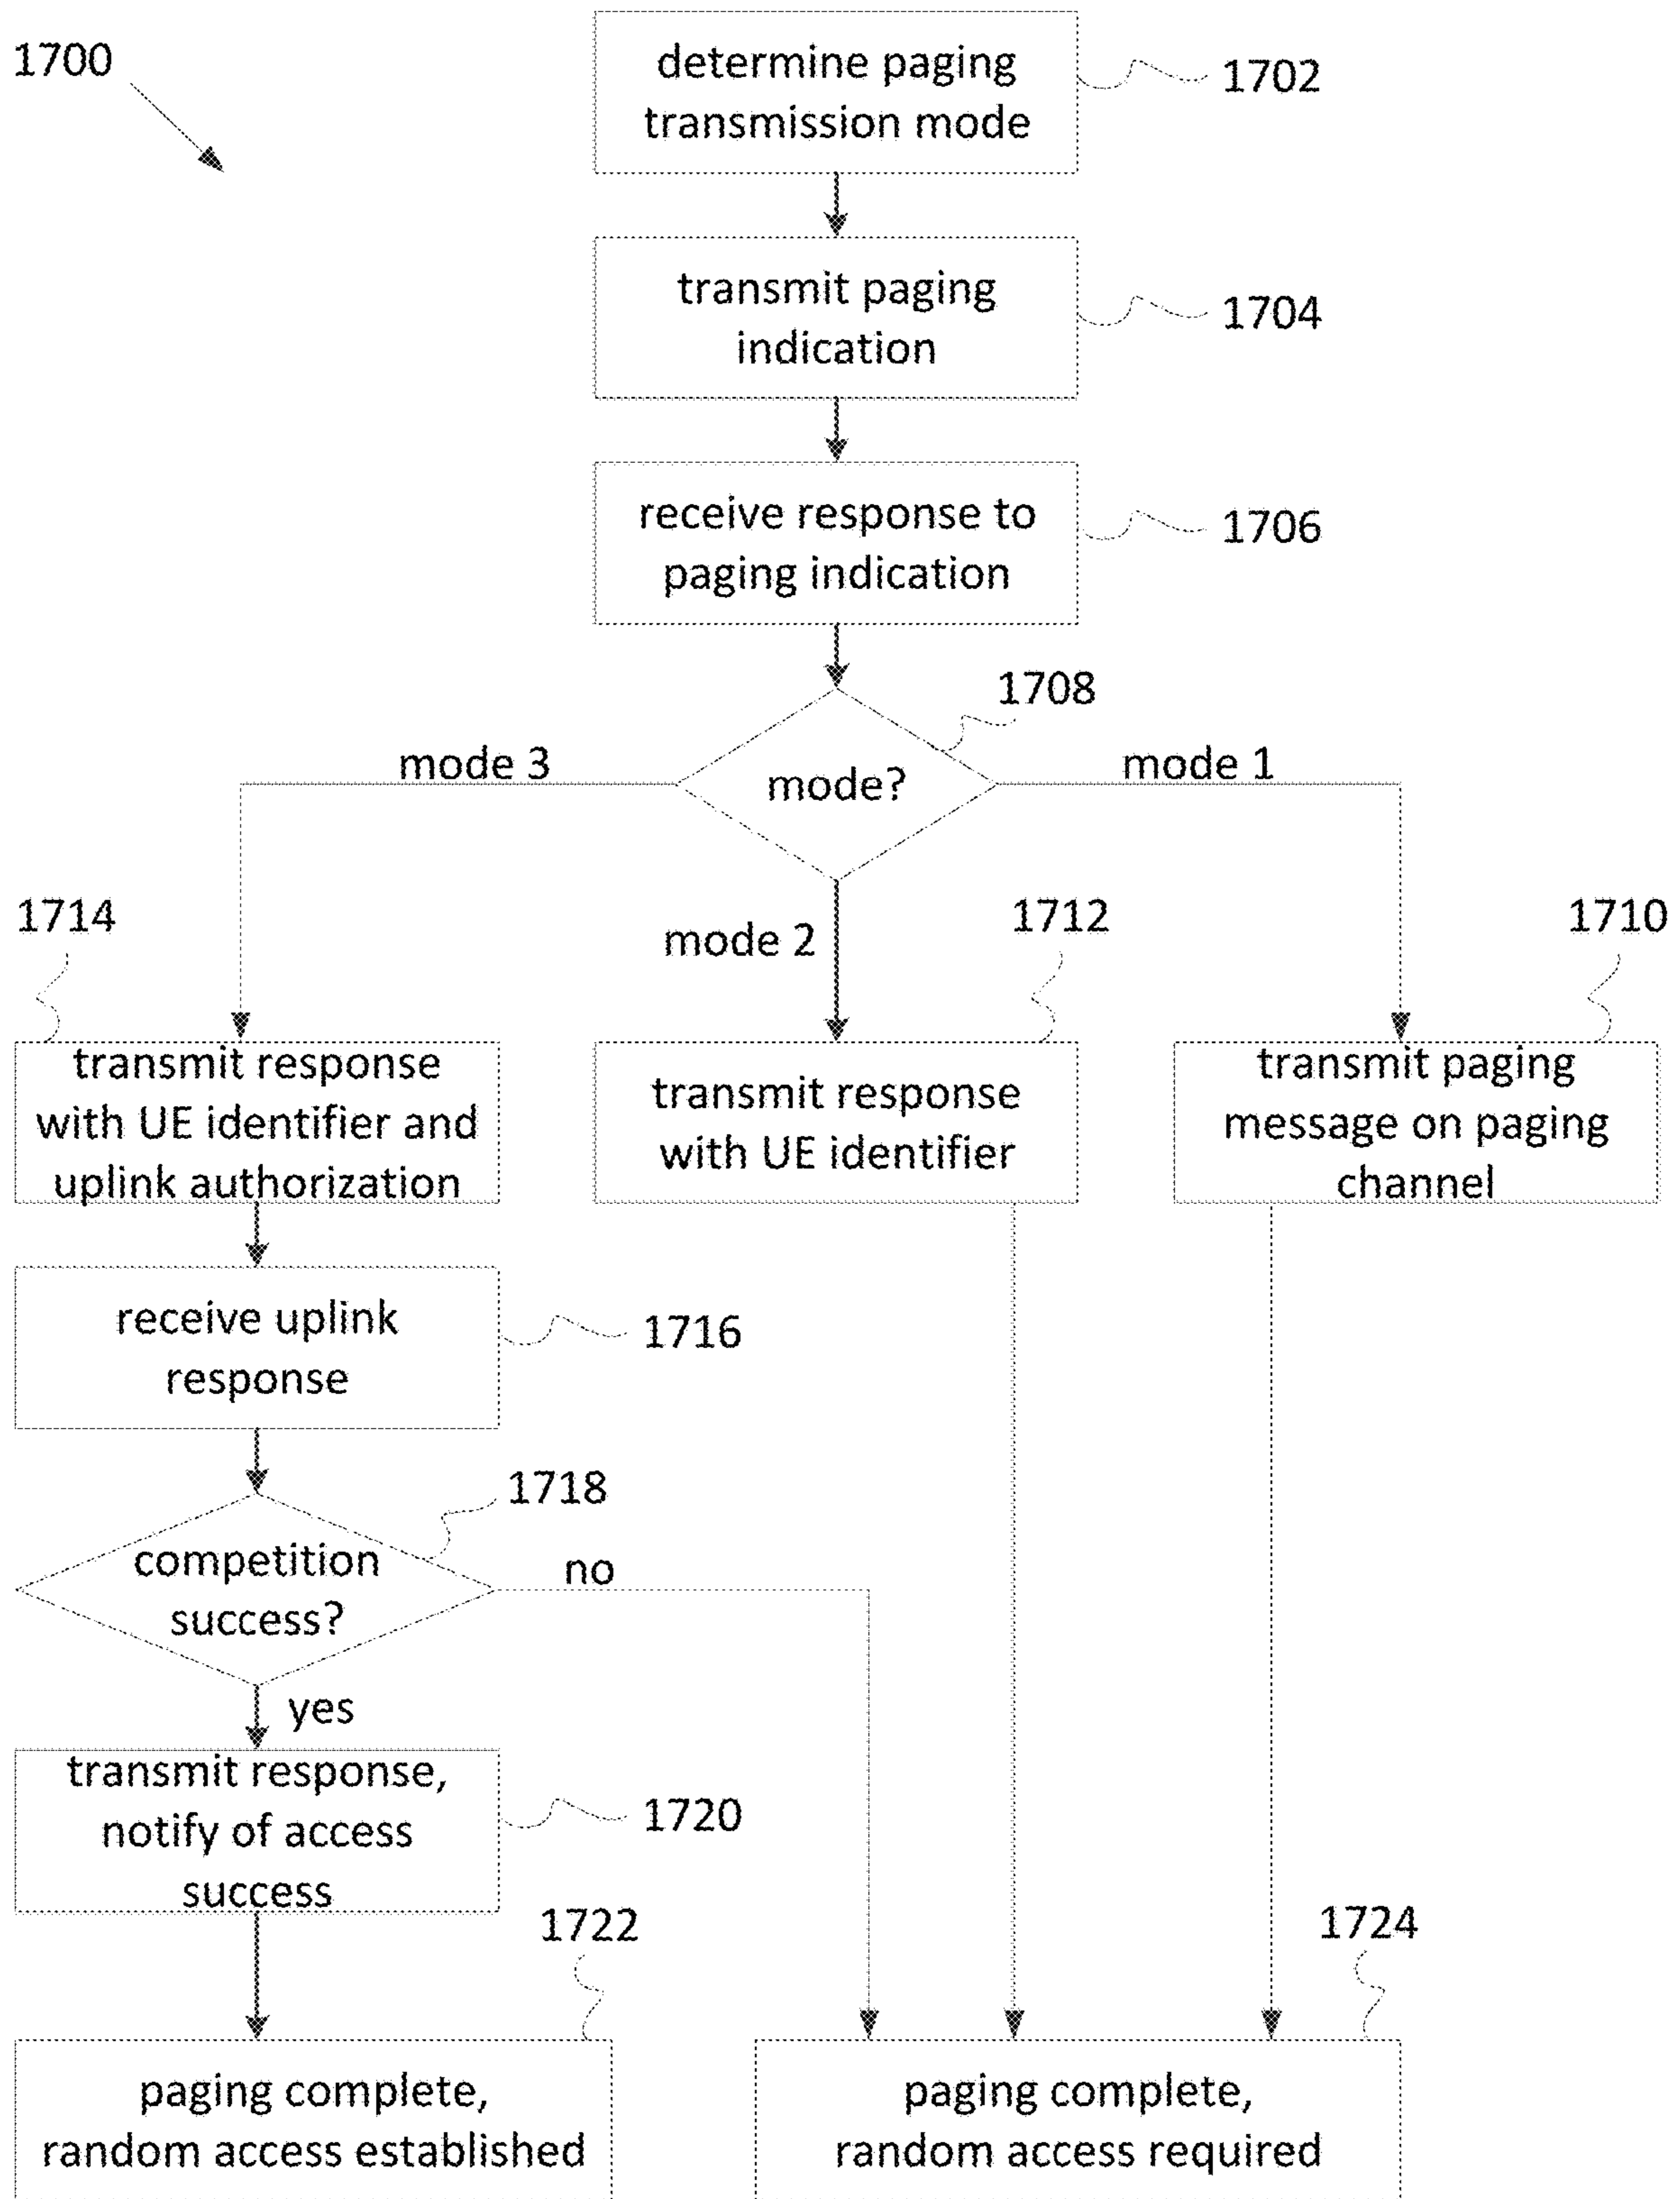 1700
determine paging
transmission mode
1702
transmit paging
indication
1704
receive response to
paging indication
1706
1708
mode?
mode 3
mode 1
mode 2
1714
1712
1710
transmit response
with UE identifier and
uplink authorization
transmit response
with UE identifier
transmit paging
message on paging
channel
receive uplink
response
1716
1718
competition
success?
no
yes
transmit response,
notify of access
success
1720
1722
1724
paging complete,
random access established
paging complete,
random access required